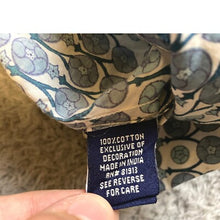 100% COTTON
EXCLUSIVE OF
DECORATION
MADE IN INDIA
RN# 81913
SEE REVERSE
FOR CARE